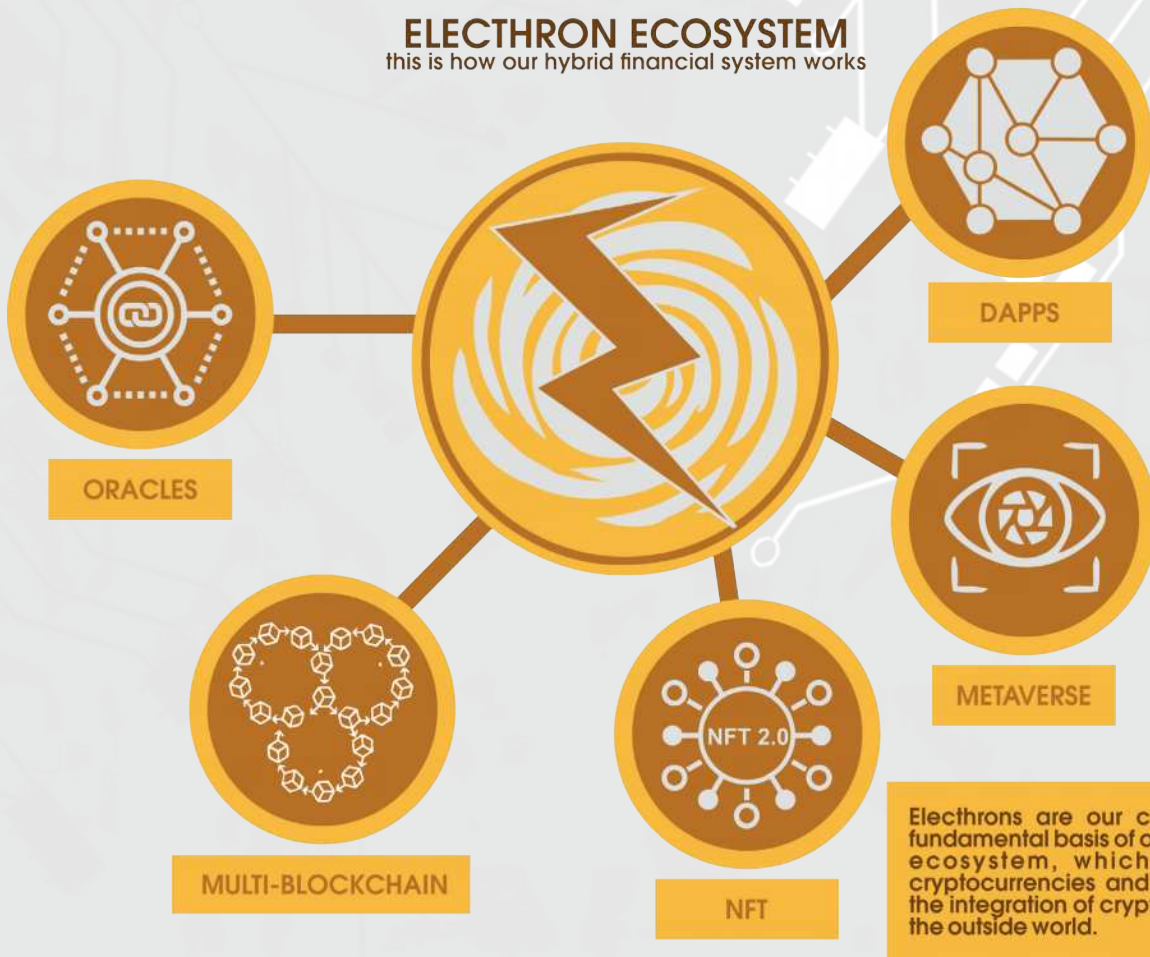 ELECTHRON ECOSYSTEM
this is how our hybrid financial system works
DAPPS
ORACLES
METAVERSE
NFT 2.0
MULTI-BLOCKCHAIN
NFT
Electhrons are our
fundamental basis of
ecosystem, which
cryptocurrencies and
the integration of
the outside world.